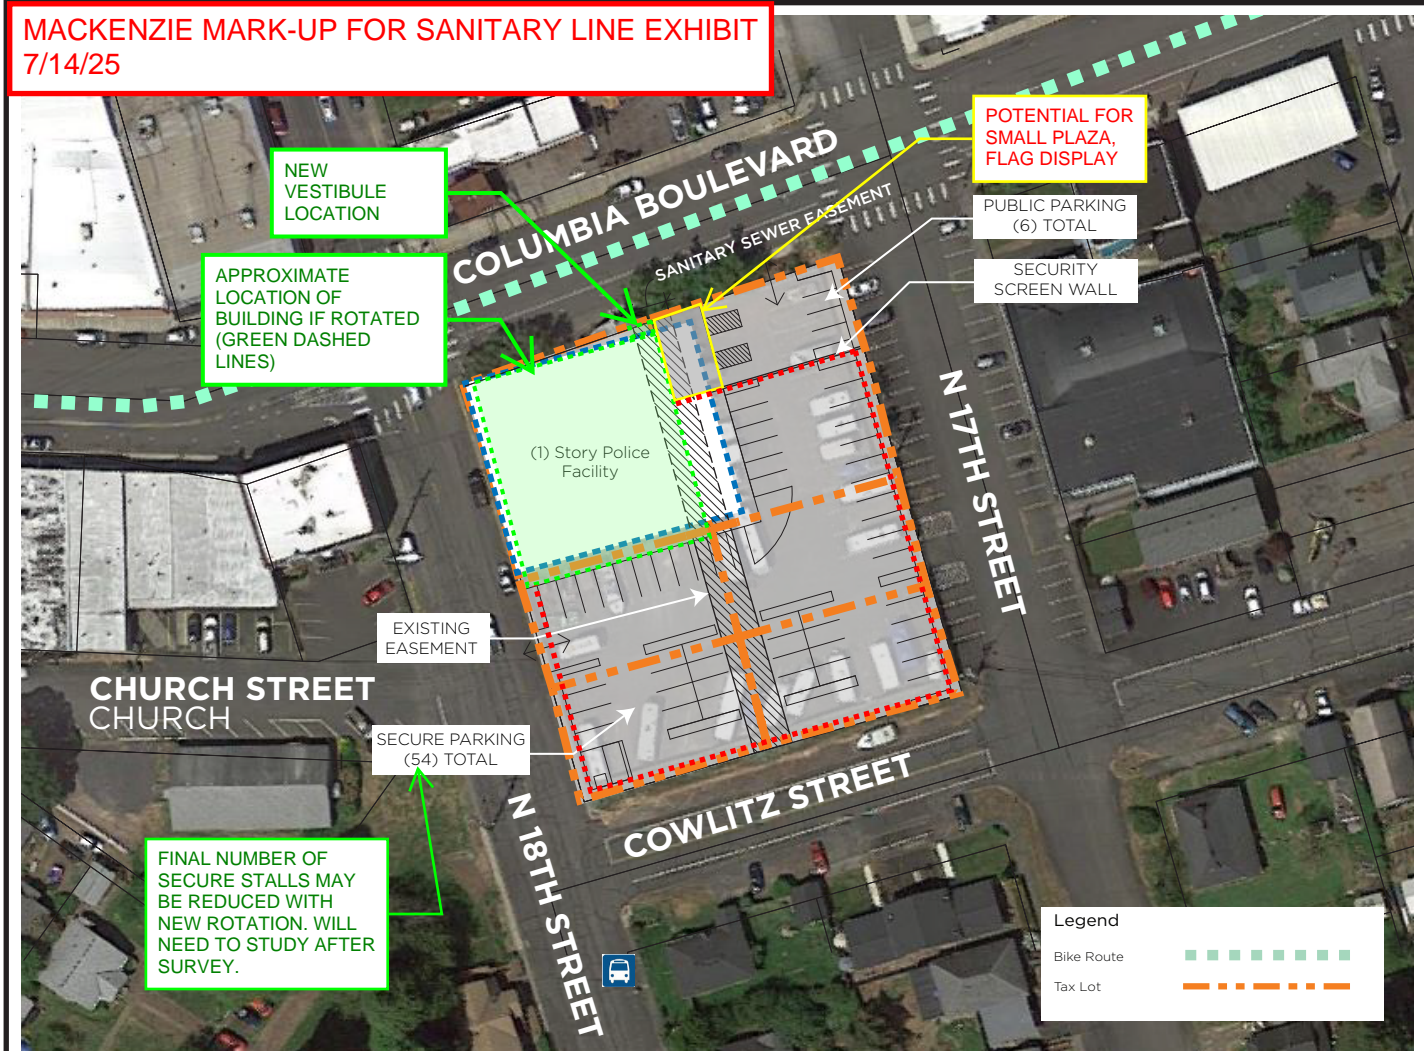 MACKENZIE MARK-UP FOR SANITARY LINE EXHIBIT
7/14/25
POTENTIAL FOR
SMALL PLAZA,
FLAG DISPLAY
NEW
VESTIBULE
LOCATION
COLUMBIA BOULEVARD
SANITARY SEWER EASEMENT
PUBLIC PARKING
(6) TOTAL
SECURITY
SCREEN WALL
APPROXIMATE
LOCATION OF
BUILDING IF ROTATED
(GREEN DASHED
LINES)
N 17TH STREET
(1) Story Police
Facility
EXISTING
EASEMENT
CHURCH STREET
CHURCH
SECURE PARKING
(54) TOTAL
COWLITZ STREET
N 18TH STREET
FINAL NUMBER OF
SECURE STALLS MAY
BE REDUCED WITH
NEW ROTATION. WILL
NEED TO STUDY AFTER
SURVEY.
Legend
Bike Route
Tax Lot